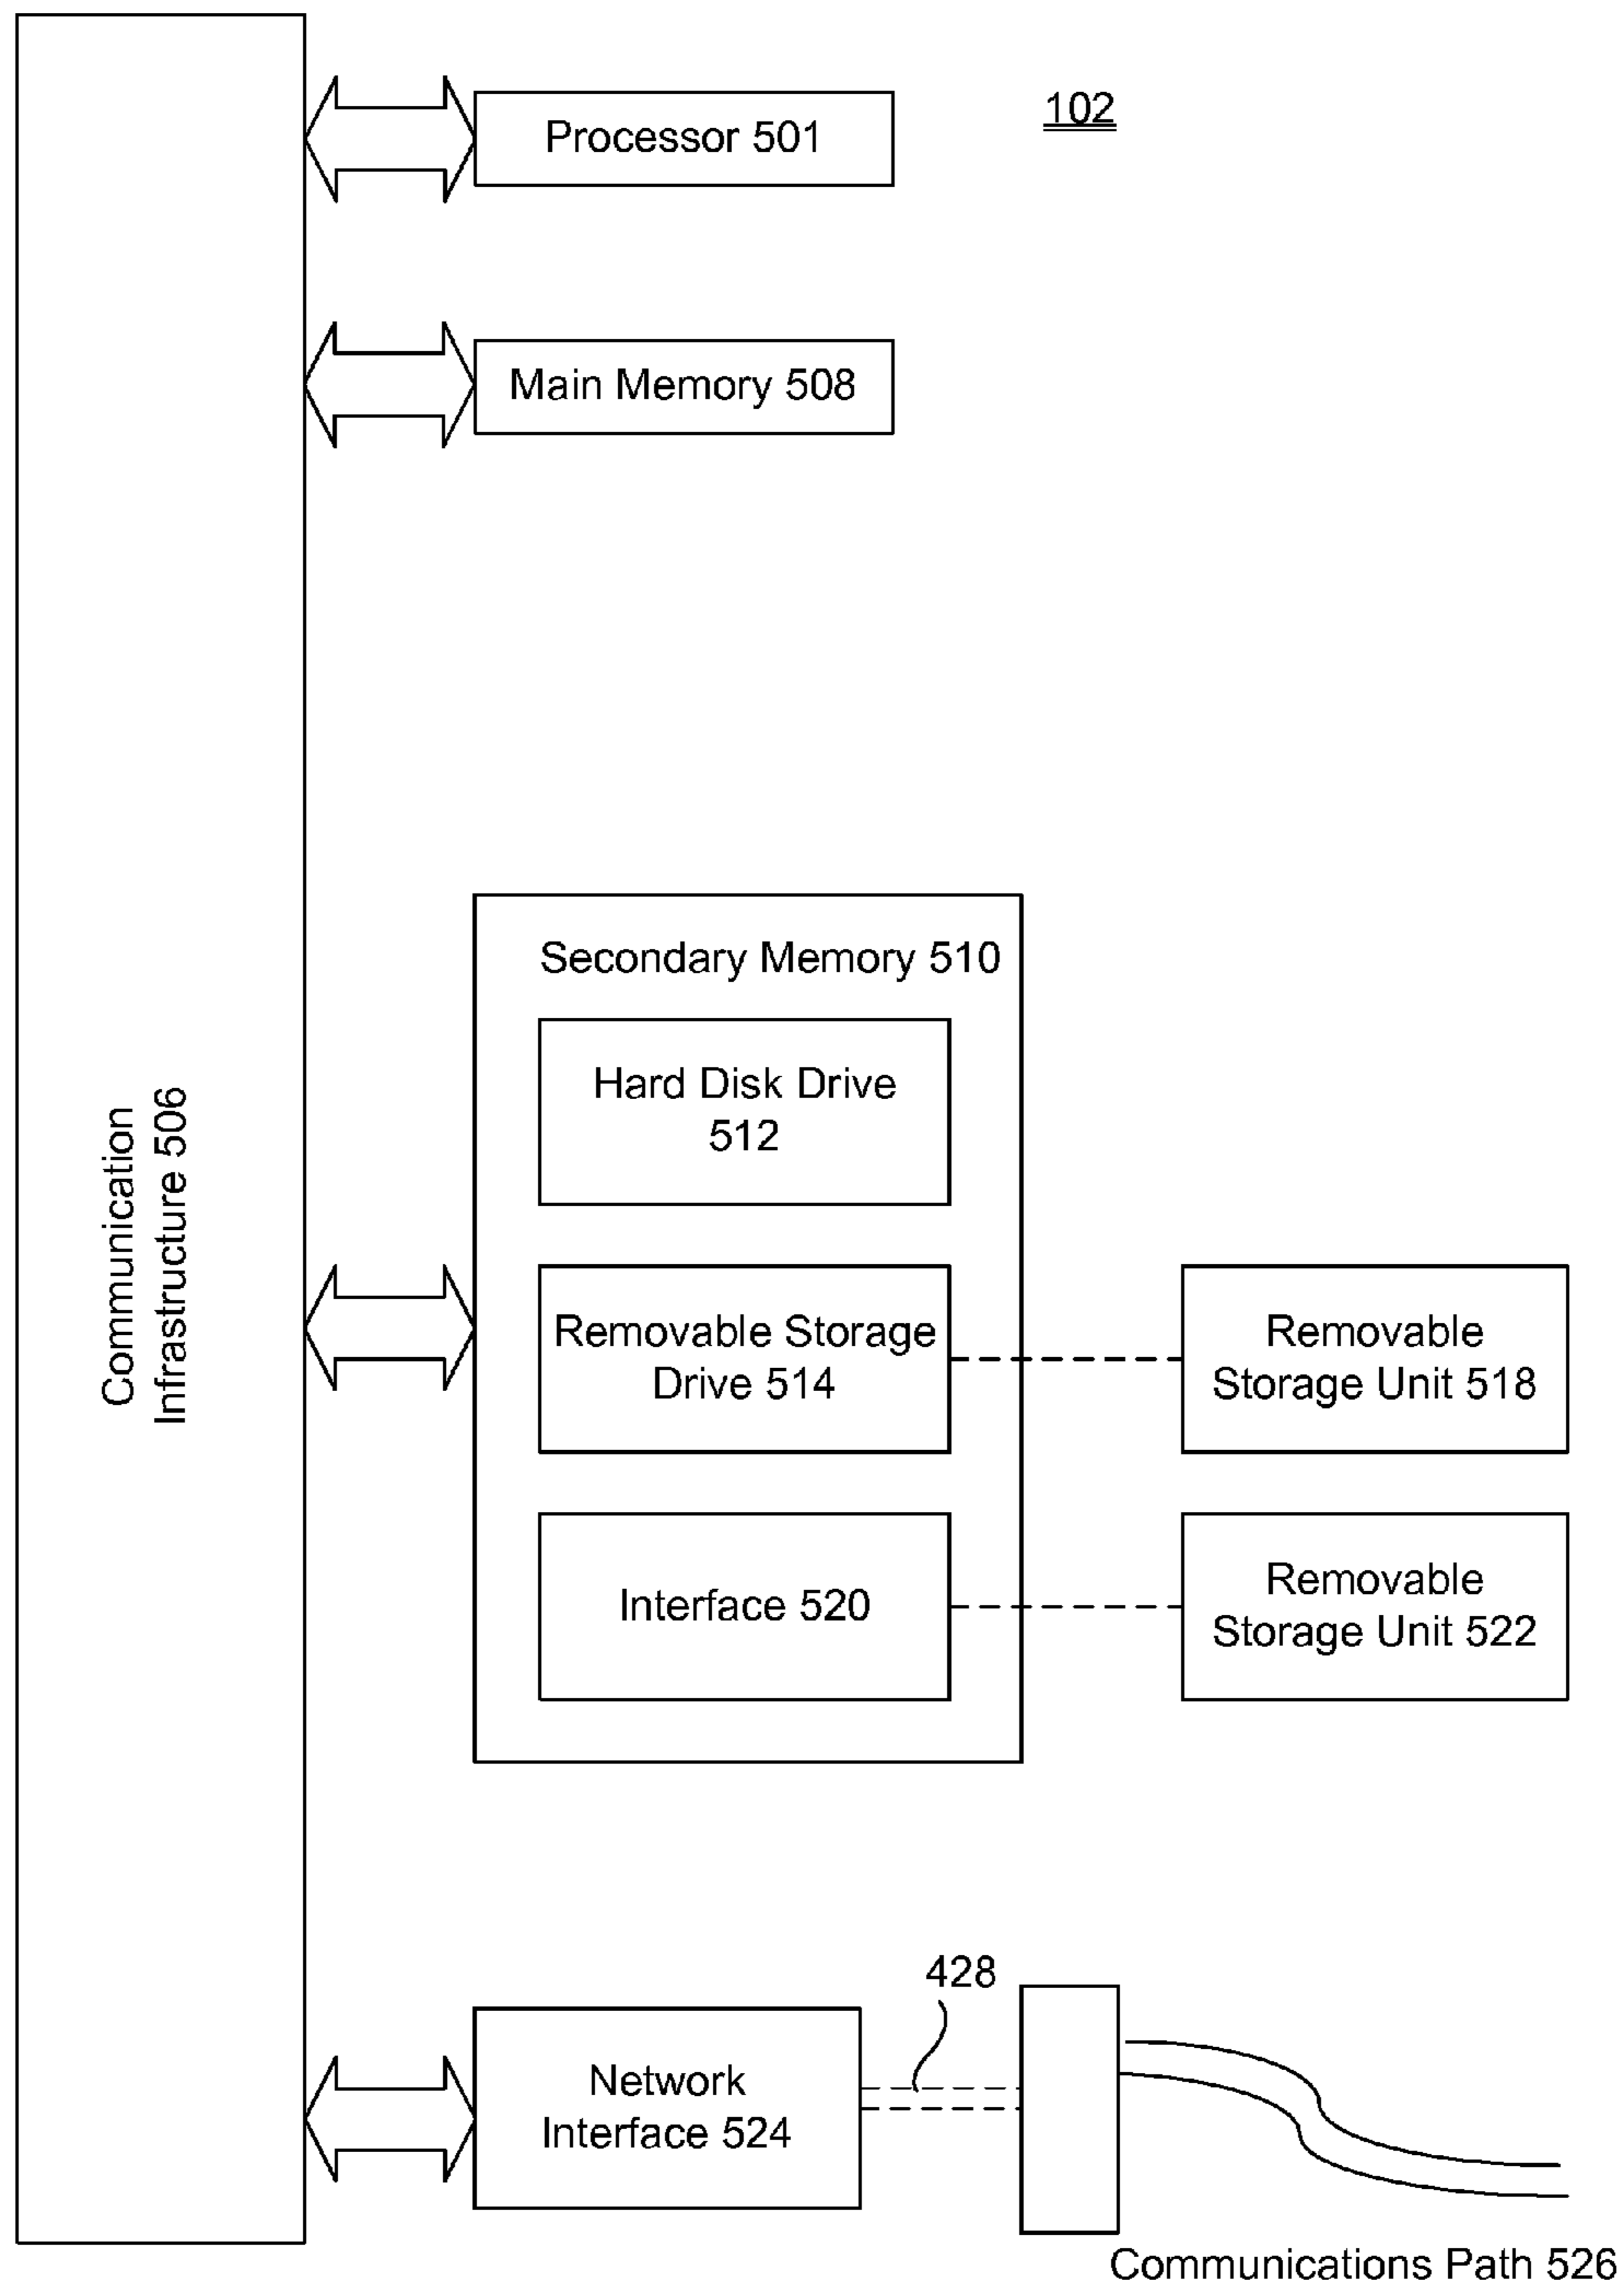 102
Processor 501
Main Memory 508
Communication
Infrastructure 506
Secondary Memory 510
Hard Disk Drive
512
Removable Storage
Drive 514
Removable
Storage Unit 518
Interface 520
Removable
Storage Unit 522
428
Network
Interface 524
Communications Path 526